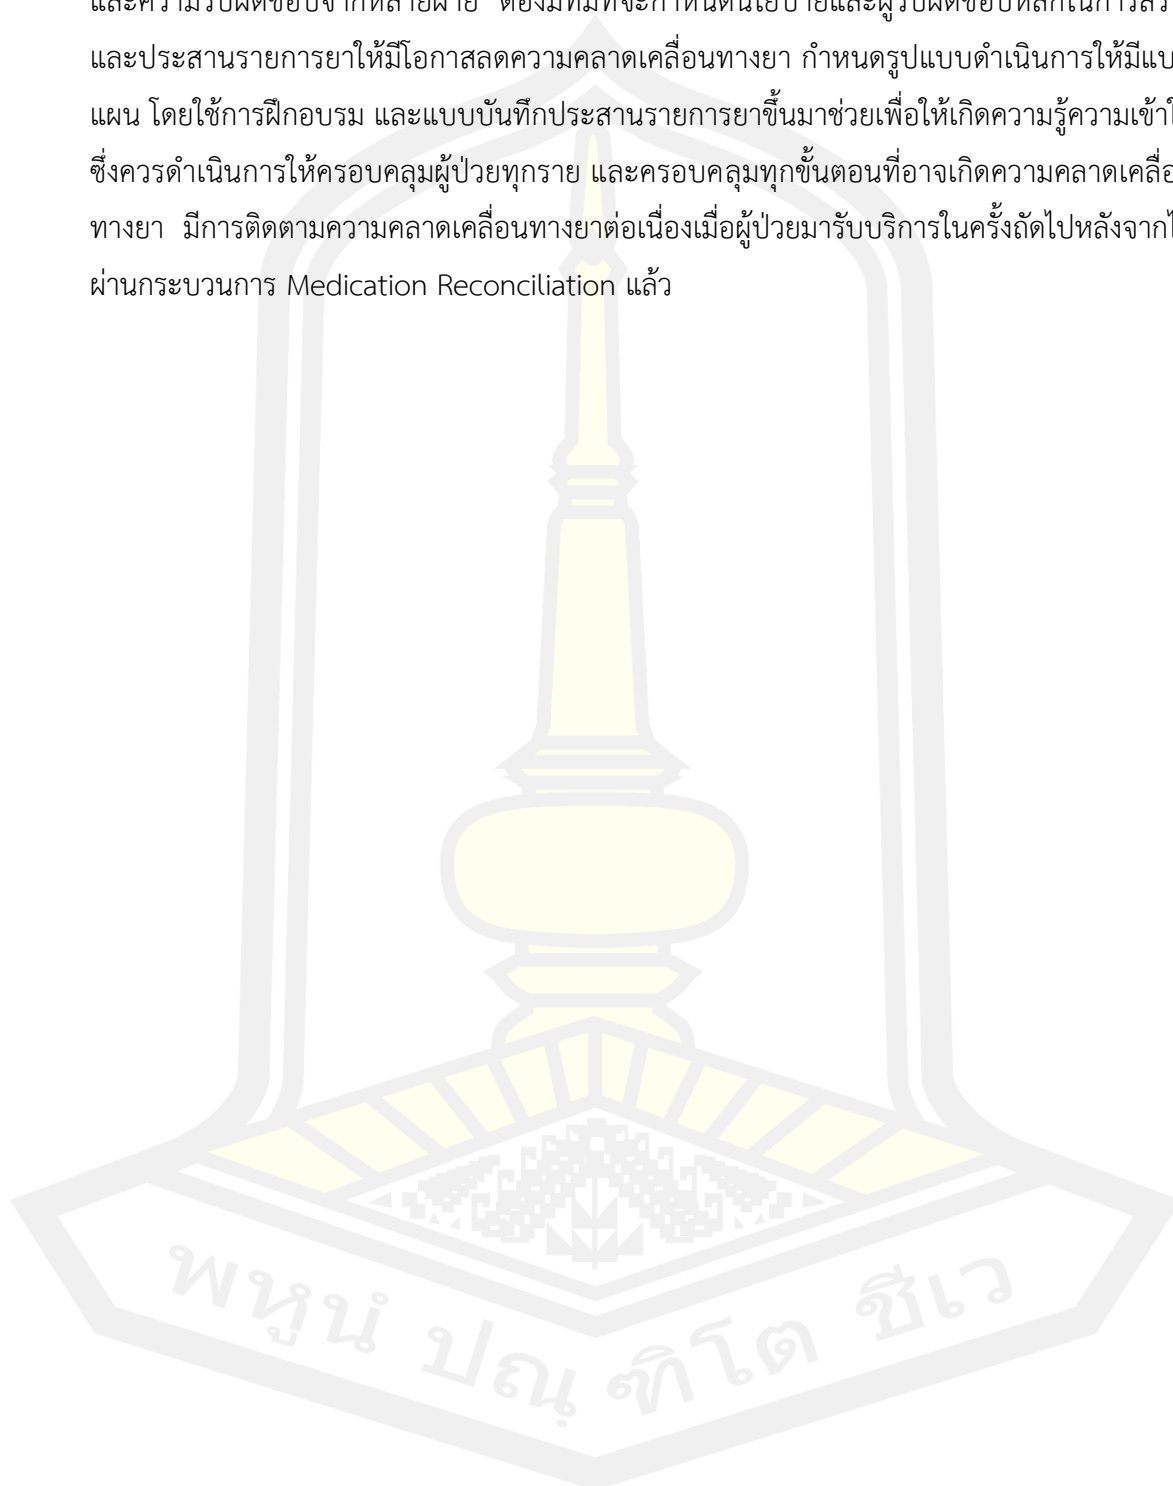 และความรับผิดชอบจากหลายฝ่าย ต้องมีทีมที่จะกำหนดนโยบายและผู้รับผิดชอบหลักในการ
และประสานรายการยาให้มีโอกาสลดความคลาดเคลื่อนทางยา กำหนดรูปแบบดำเนินการให้มีแบบ
แผน โดยใช้การฝึกอบรม และแบบบันทึกประสานรายการยาขึ้นมาช่วยเพื่อให้เกิดความรู้ความ
ซึ่งควรดำเนินการให้ครอบคลุมผู้ป่วยทุกราย และครอบคลุมทุกขั้นตอนที่อาจเกิดความ
ทางยา มีการติดตามความคลาดเคลื่อนทางยาต่อเนื่องเมื่อผู้ป่วยมารับบริการในครั้งถัดไปหลังจาก
ผ่านกระบวนการ Medication Reconciliation แล้ว
พหูนํ ปณฺฑิโต ชีเว